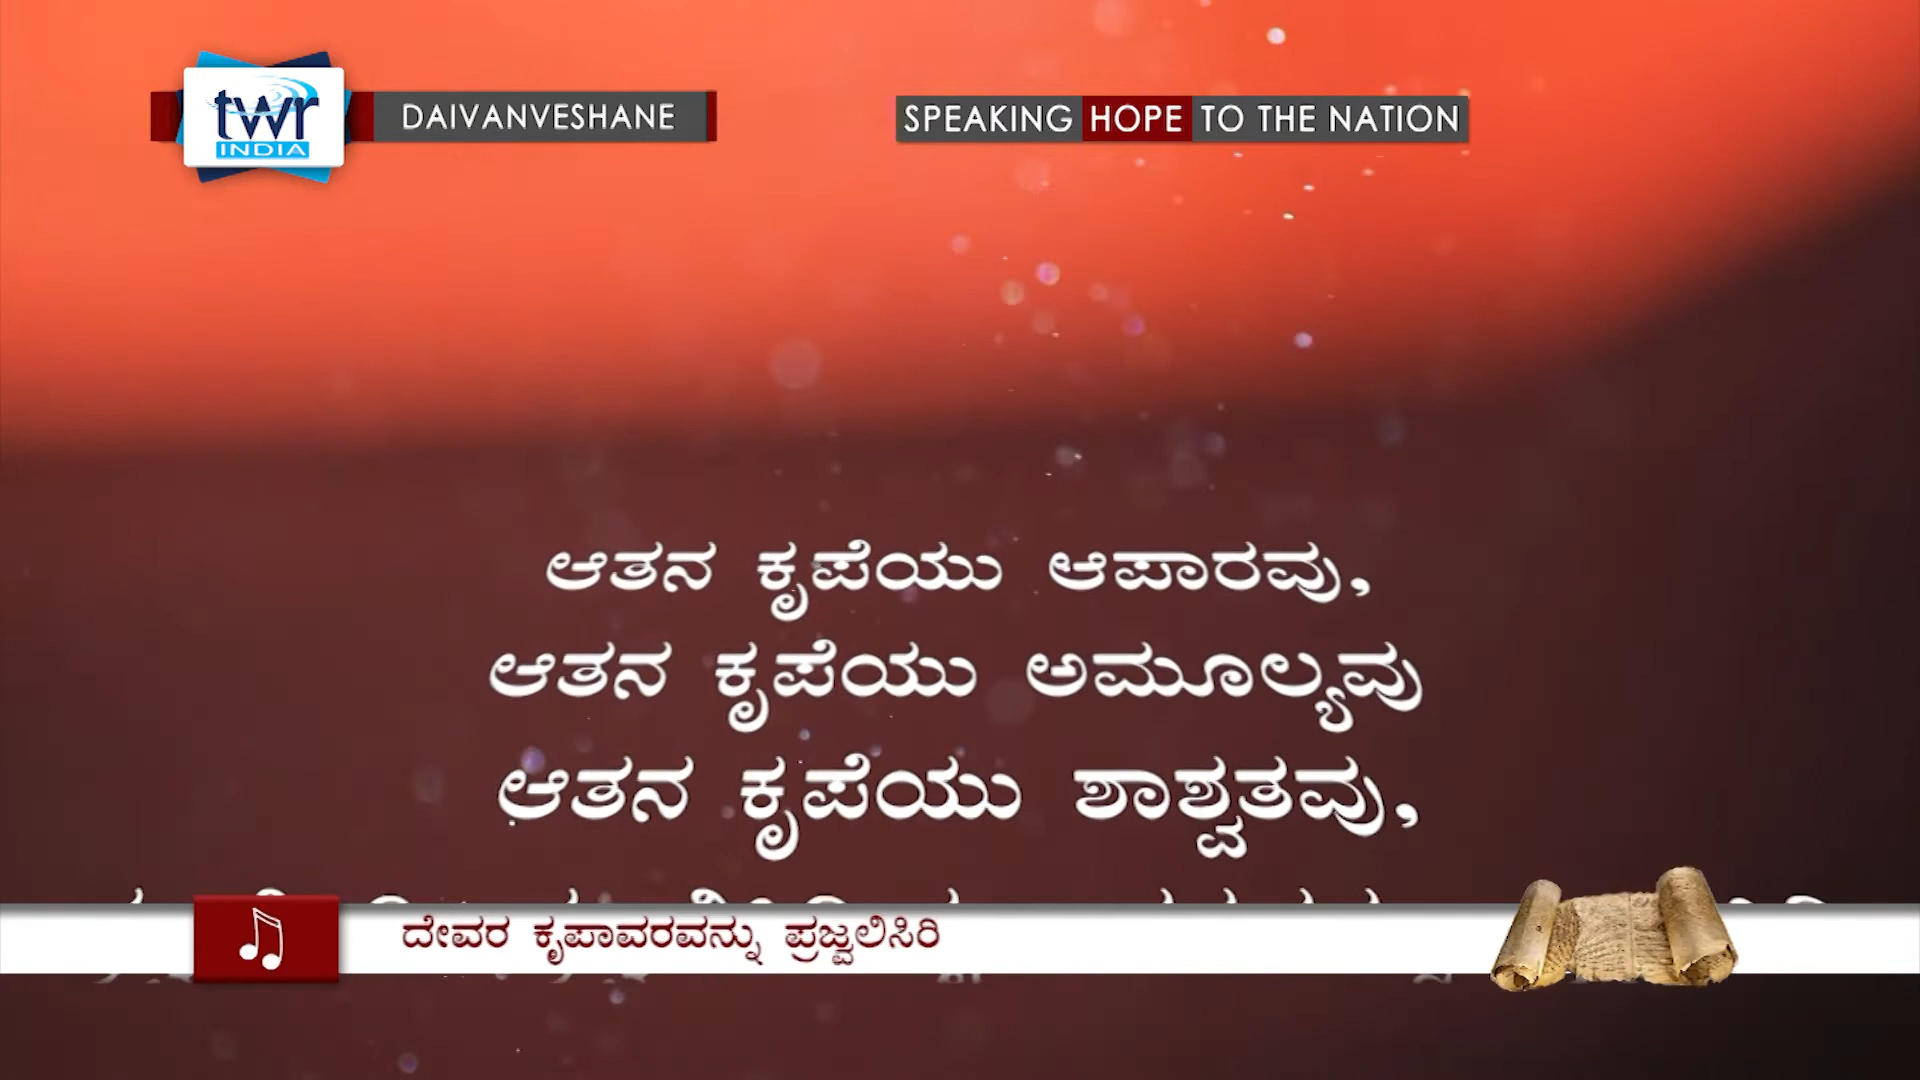 twr
INDIA
DAIVANVESHANE
SPEAKING HOPE TO THE NATION
ಆತನ ಕೃಪೆಯು ಆಪಾರವು,
ಆತನ ಕೃಪೆಯು ಅಮೂಲ್ಯವು
ಆತನ ಕೃಪೆಯು ಶಾಶ್ವತವು,
ದೇವರ ಕೃಪಾವರವನ್ನು ಪ್ರಜ್ವಲಿಸಿರಿ